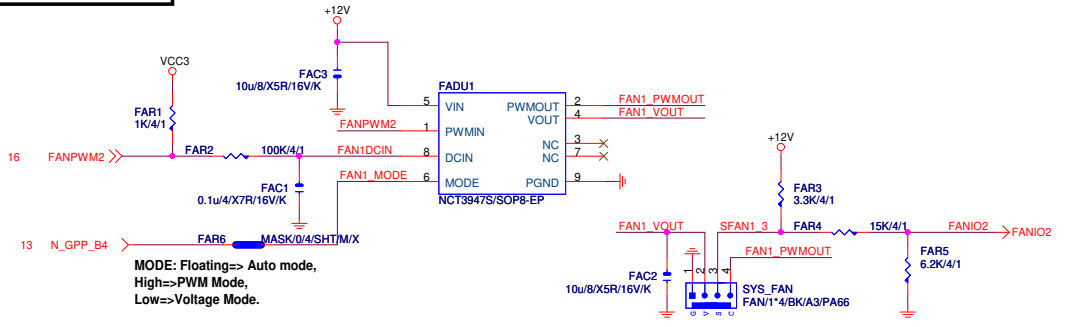 +12V
VCC3
FAC3
10u/8/X5R/16V/K
FADU1
FAR1
1K/4/1
5 VIN
PWMOUT 2 FAN1_PWMOUT
VOUT 4 FAN1_VOUT
FANPWM2 1 PWMIN
NC 3
+12V
16 FANPWM2 FAR2 100K/4/1 FAN1DCIN 8 DCIN
NC 7
FAC1
0.1u/4/X7R/16V/K
FAN1_MODE 6 MODE
PGND 9
NCT3947S/SOP8-EP
FAR3
3.3K/4/1
FAN1_VOUT SFAN1_3 FAR4 15K/4/1 FANIO2
13 N_GPP_B4 FAR6 MASK/0/4/SHT/M/X
FAN1_PWMOUT
FAR5
6.2K/4/1
MODE: Floating=> Auto mode,
High=>PWM Mode,
Low=>Voltage Mode.
FAC2
10u/8/X5R/16V/K
1 2 3 4
SYS_FAN
FAN/1*4/BK/A3/PA66
G V S C